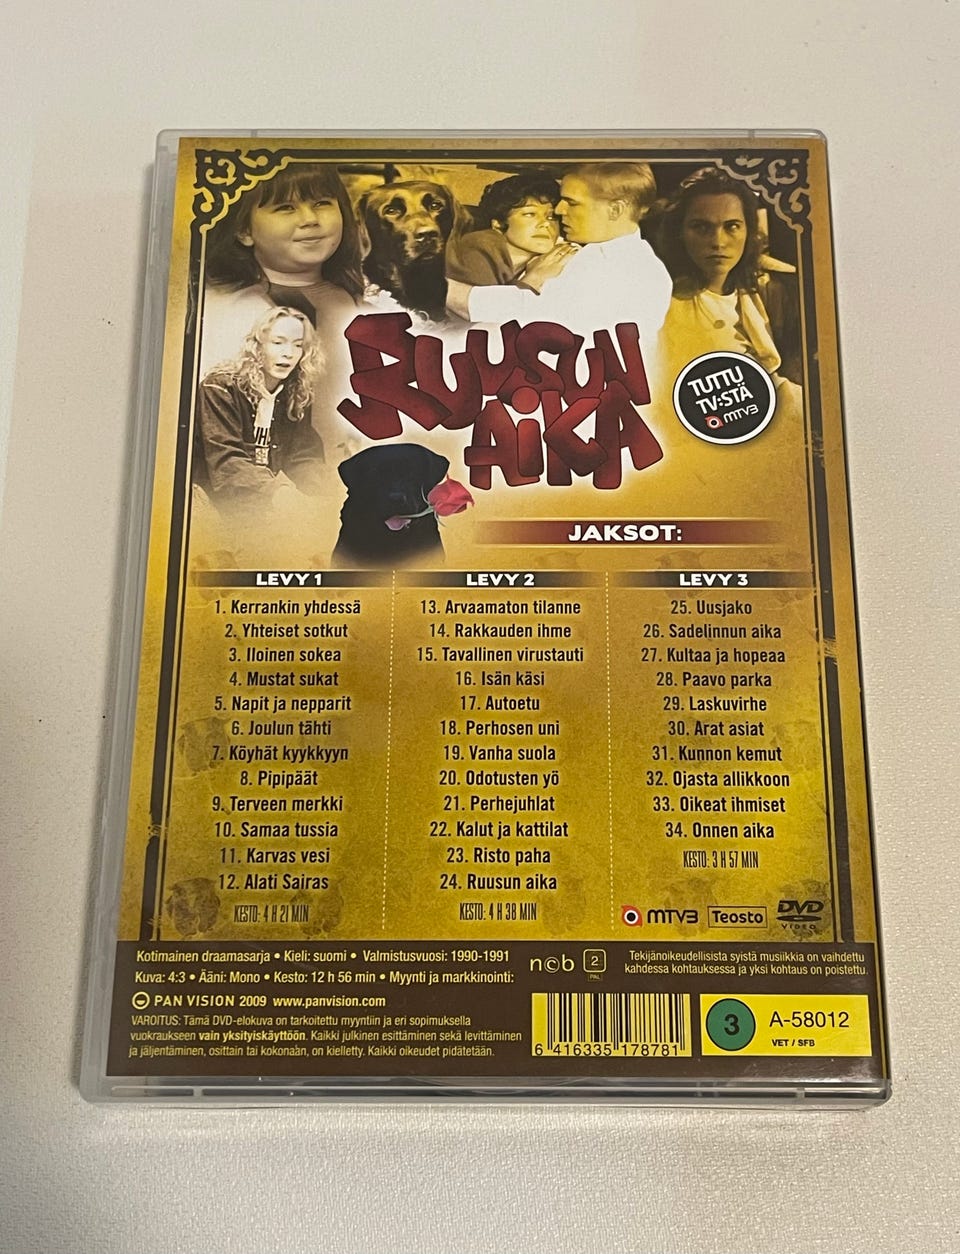 RUUSUN
AIKA
TUTTU
TV:STÄ
MTV3
JAKSOT:
LEVY 1
1. Kerrankin yhdessä
2. Yhteiset sotkut
3. Iloinen sokea
4. Mustat sukat
5. Napit ja nepparit
6. Joulun tähti
7. Köyhät kyykkyyn
8. Pipipäät
9. Terveen merkki
10. Samaa tussia
11. Karvas vesi
12. Alati Sairas
KESTO: 4 H 21 MIN
LEVY 2
13. Arvaamaton tilanne
14. Rakkauden ihme
15. Tavallinen virustauti
16. Isän käsi
17. Autoetu
18. Perhosen uni
19. Vanha suola
20. Odotusten yö
21. Perhejuhlat
22. Kalut ja kattilat
23. Risto paha
24. Ruusun aika
KESTO: 4 H 38 MIN
LEVY 3
25. Uusjako
26. Sadelinnun aika
27. Kultaa ja hopeaa
28. Paavo parka
29. Laskuvirhe
30. Arat asiat
31. Kunnon kemut
32. Ojasta allikkoon
33. Oikeat ihmiset
34. Onnen aika
KESTO: 3 H 57 MIN
MTV3 Teosto DVD
VIDEO
Kotimainen draamasarja • Kieli: suomi • Valmistusvuosi: 1990-1991
Kuva: 4:3 • Ääni: Mono • Kesto: 12 h 56 min • Myynti ja markkinointi:
PAN VISION 2009 www.panvision.com
VAROITUS: Tämä DVD-elokuva on tarkoitettu myyntiin ja eri sopimuksella
vuokraukseen vain yksityiskäyttöön. Kaikki julkinen esittäminen sekä levittäminen
ja jäljentäminen, osittain tai kokonaan, on kielletty. Kaikki oikeudet pidätetään.
n©b
2
PAL
Tekijänoikeudellisista syistä musiikkia on vaihdettu
kahdessa kohtauksessa ja yksi kohtaus on poistettu.
6 416335 178781
3
A-58012
VET / SFB